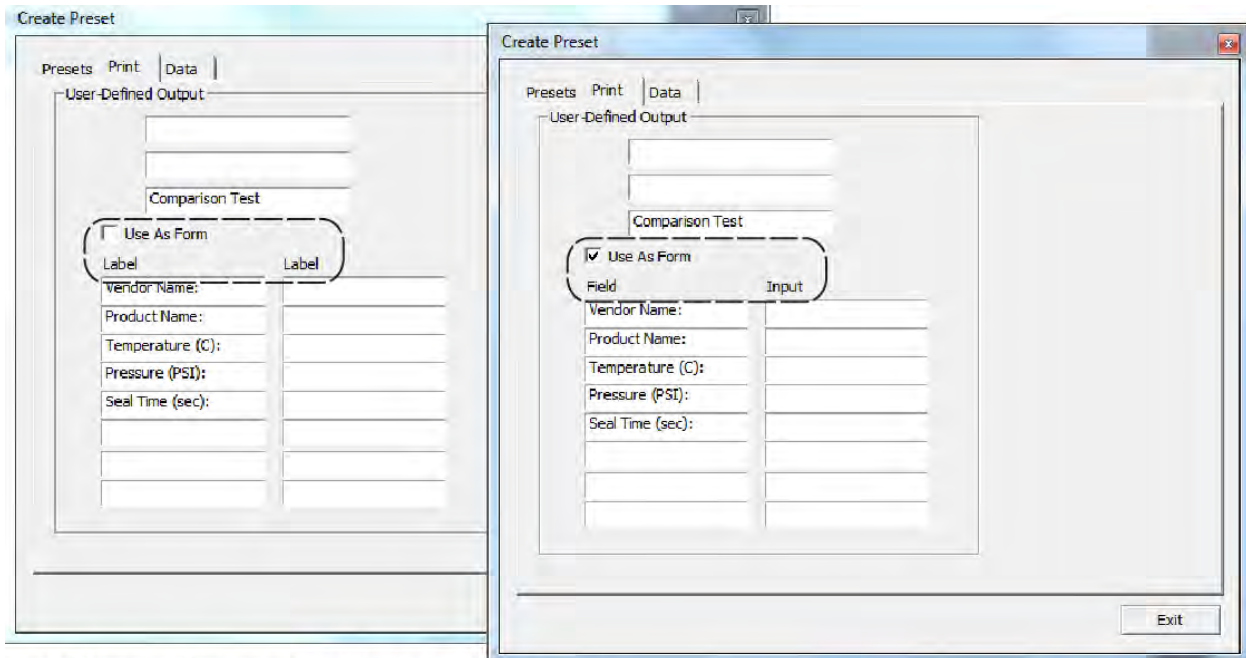 Create Preset
Presets Print Data
User-Defined Output
Comparison Test
Use As Form
Label Label
Vendor Name:
Product Name:
Temperature (C):
Pressure (PSI):
Seal Time (sec):
Create Preset
Presets Print Data
User-Defined Output
Comparison Test
Use As Form
Field Input
Vendor Name:
Product Name:
Temperature (C):
Pressure (PSI):
Seal Time (sec):
Exit